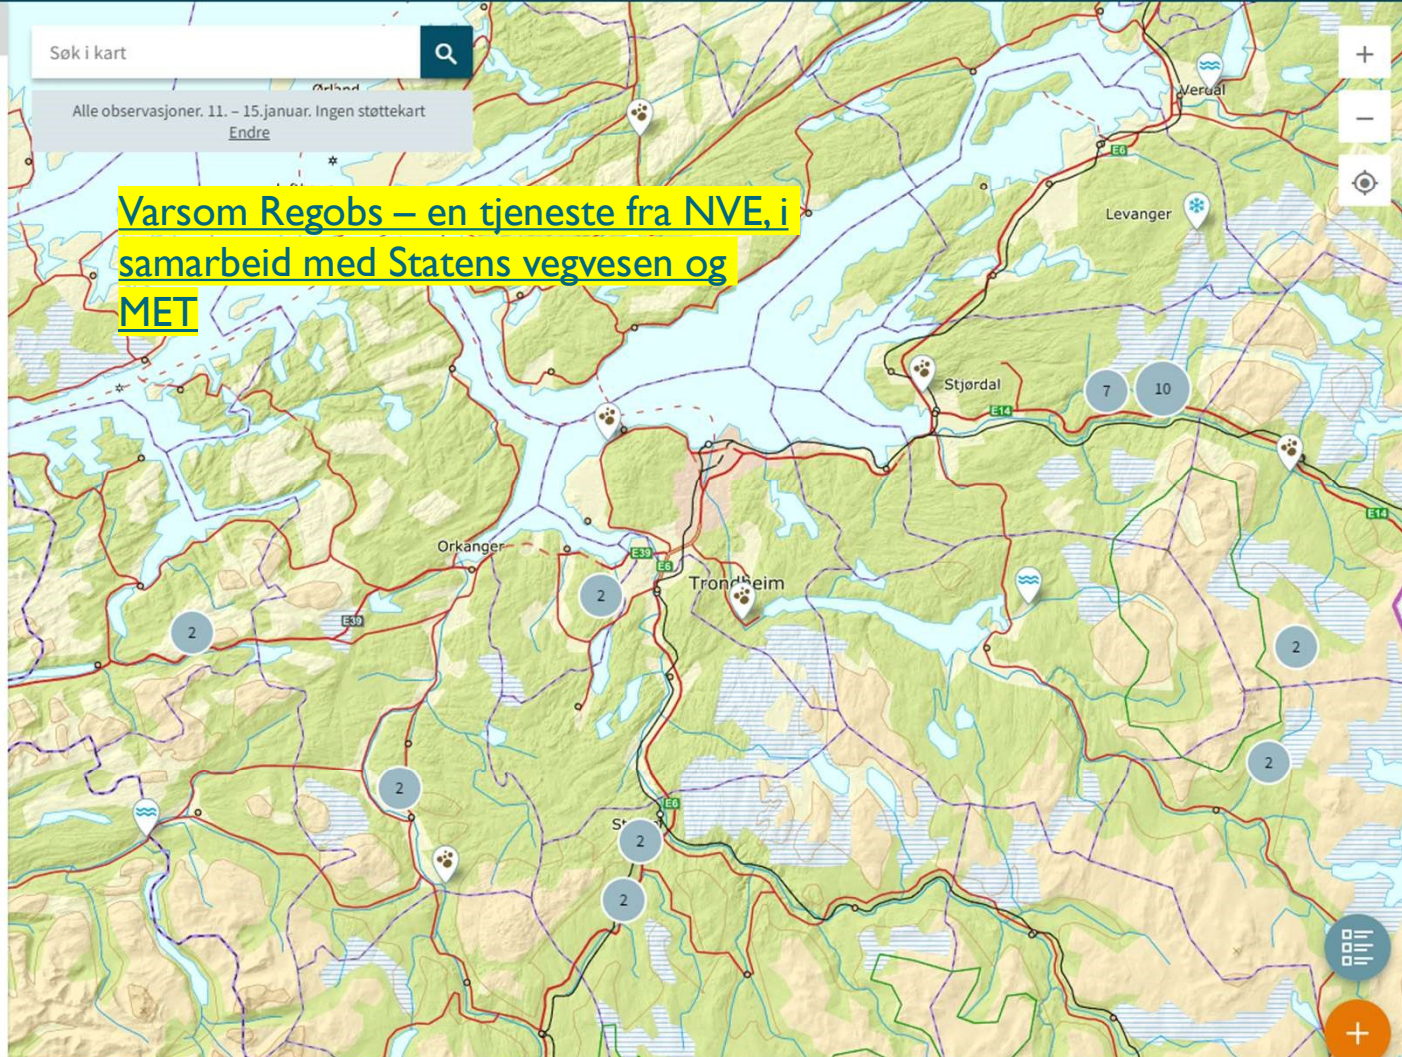 Søk i kart
Ørland
Alle observasjoner. 11. – 15.januar. Ingen støttekart
Endre
Verdal
E6
Varsom Regobs – en tjeneste fra NVE, i
samarbeid med Statens vegvesen og
MET
Levanger
Stjørdal
7
10
E14
E14
Orkanger
E39
E6
Trondheim
2
E39
2
2
2
2
E6
2
2